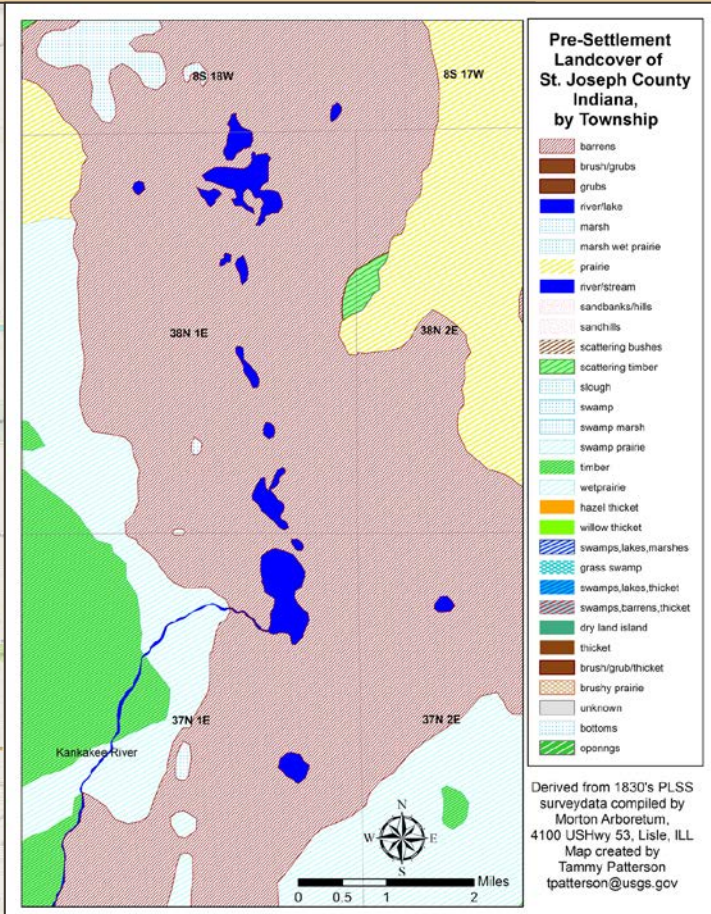 8S 18W
8S 17W
38N 1E
38N 2E
37N 1E
37N 2E
Kankakee River
N
W
E
S
Miles
0 0.5 1 2
Pre-Settlement
Landcover of
St. Joseph County
Indiana,
by Township
barrens
brush/grubs
grubs
river/lake
marsh
marsh wet prairie
prairie
river/stream
sandbanks/hills
sandhills
scattering bushes
scattering timber
slough
swamp
swamp marsh
swamp prairie
timber
wetprairie
hazel thicket
willow thicket
swamps,lakes,marshes
grass swamp
swamps,lakes,thicket
swamps,barrens,thicket
dry land island
thicket
brush/grub/thicket
brushy prairie
unknown
bottoms
openngs
Derived from 1830's PLSS
surveydata compiled by
Morton Arboretum,
4100 USHwy 53, Lisle, ILL
Map created by
Tammy Patterson
tpatterson@usgs.gov